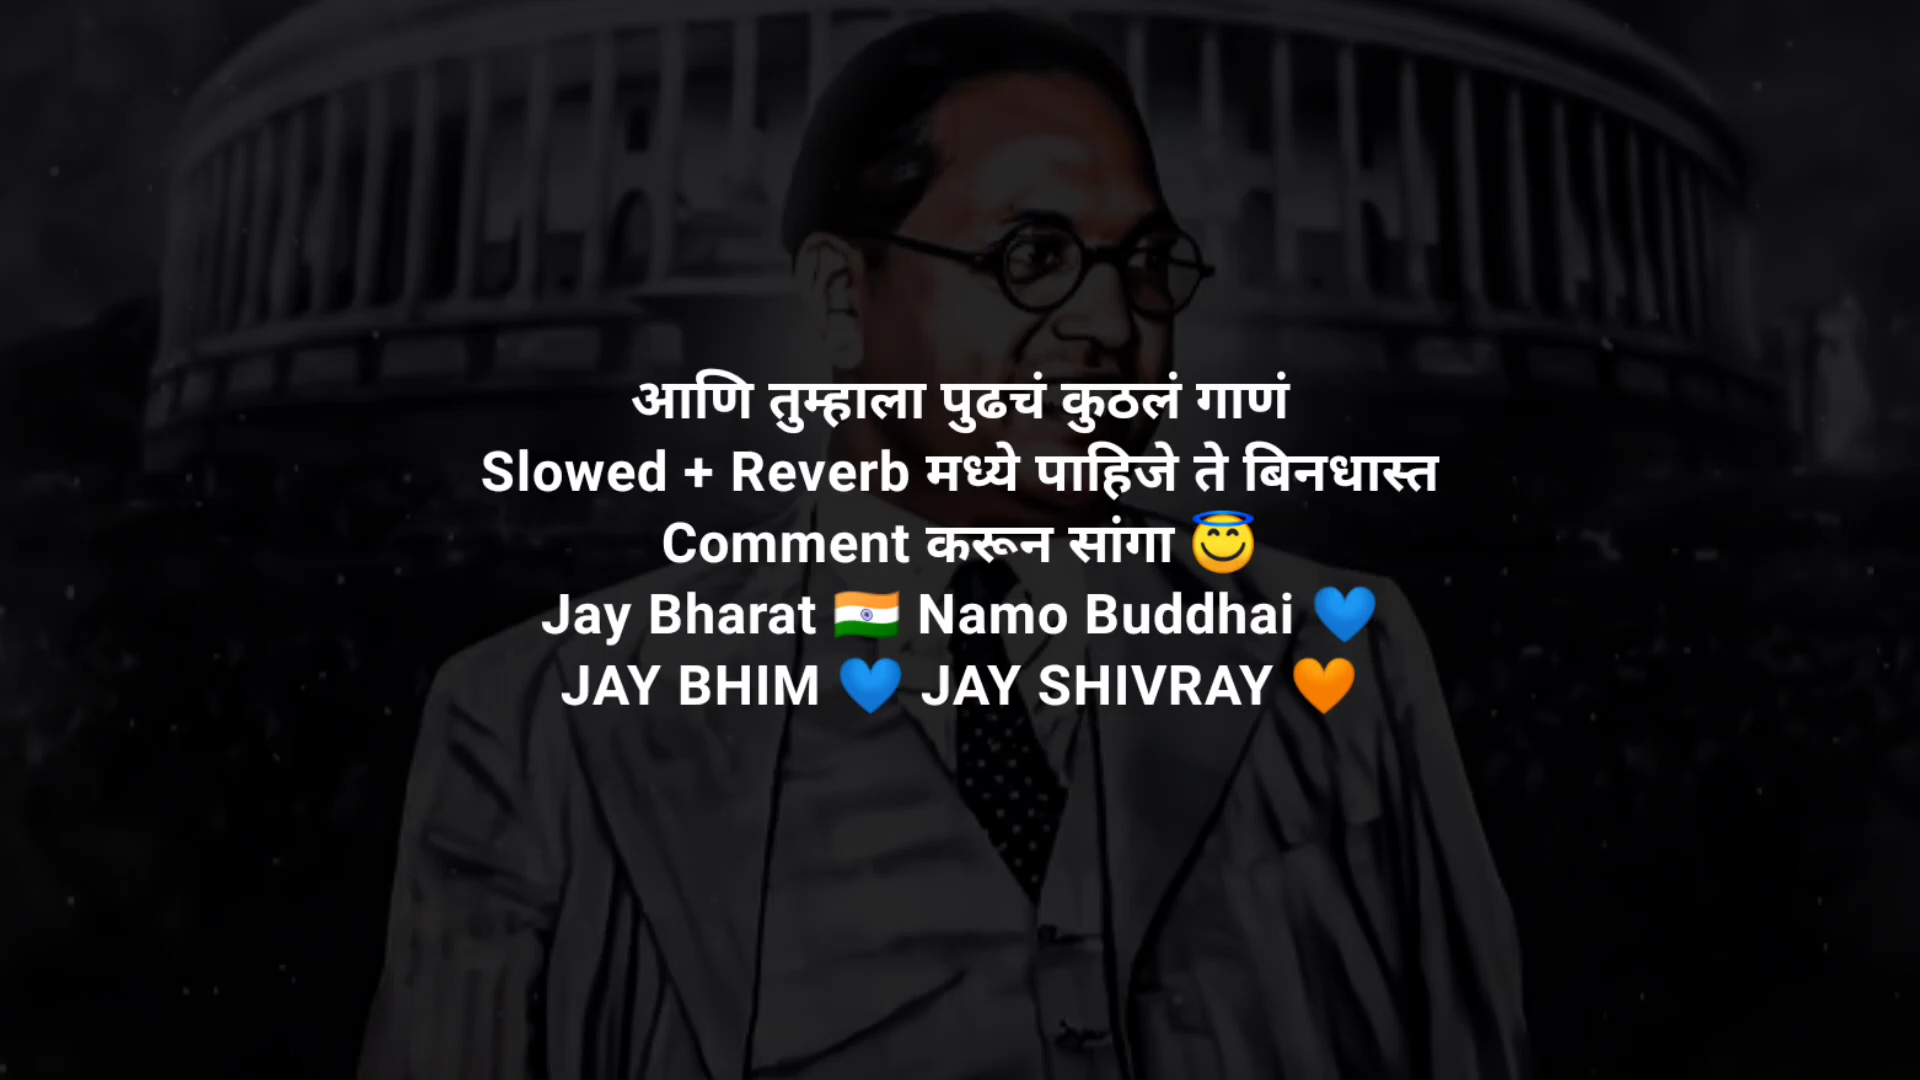 आणि तुम्हाला पुढचं कुठलं गाणं
Slowed + Reverb मध्ये पाहिजे ते बिनधास्त
Comment करून सांगा 😇
Jay Bharat 🇮🇳 Namo Buddhai 💙
JAY BHIM 💙 JAY SHIVRAY 🧡